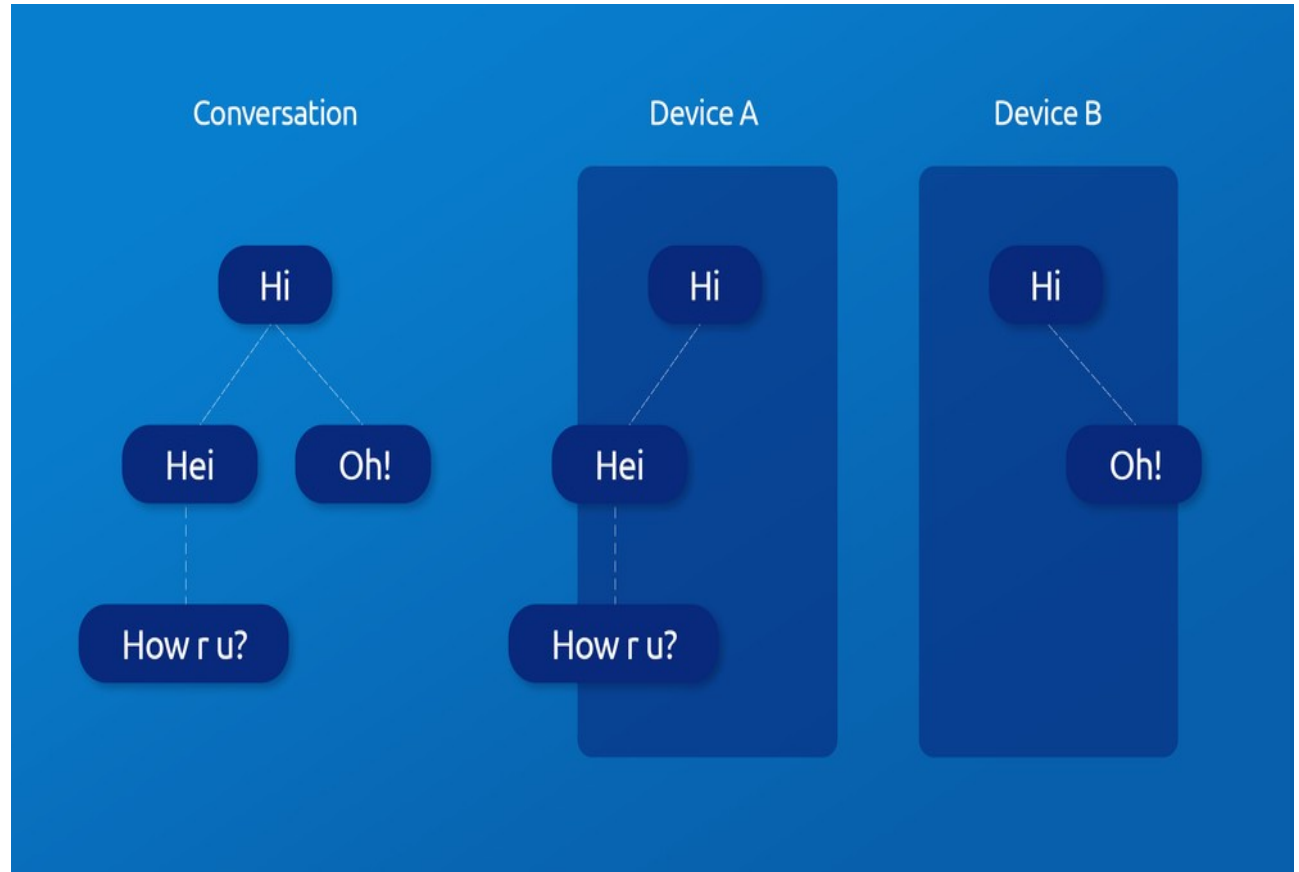 Conversation
Device A
Device B
Hi
Hi
Hi
Hei
Oh!
Hei
Oh!
How r u?
How r u?